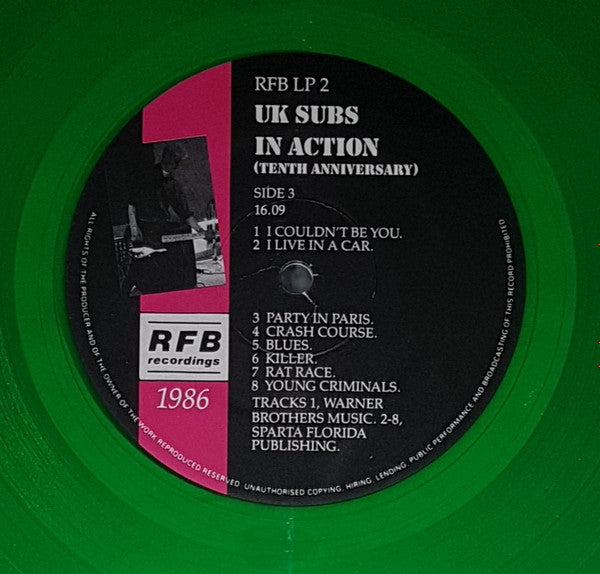 RFB LP 2
UK SUBS
IN ACTION
(TENTH ANNIVERSARY)
SIDE 3
16.09
1 I COULDN'T BE YOU.
2 I LIVE IN A CAR.
3 PARTY IN PARIS.
4 CRASH COURSE.
5 BLUES.
6 KILLER.
7 RAT RACE.
8 YOUNG CRIMINALS.
TRACKS 1, WARNER
BROTHERS MUSIC. 2-8,
SPARTA FLORIDA
PUBLISHING.
RFB
recordings
1986
ALL RIGHTS OF THE PRODUCER AND OF THE OWNER OF THE WORK REPRODUCED RESERVED. UNAUTHORISED COPYING, HIRING, LENDING, PUBLIC PERFORMANCE, AND BROADCASTING OF THIS RECORD PROHIBITED